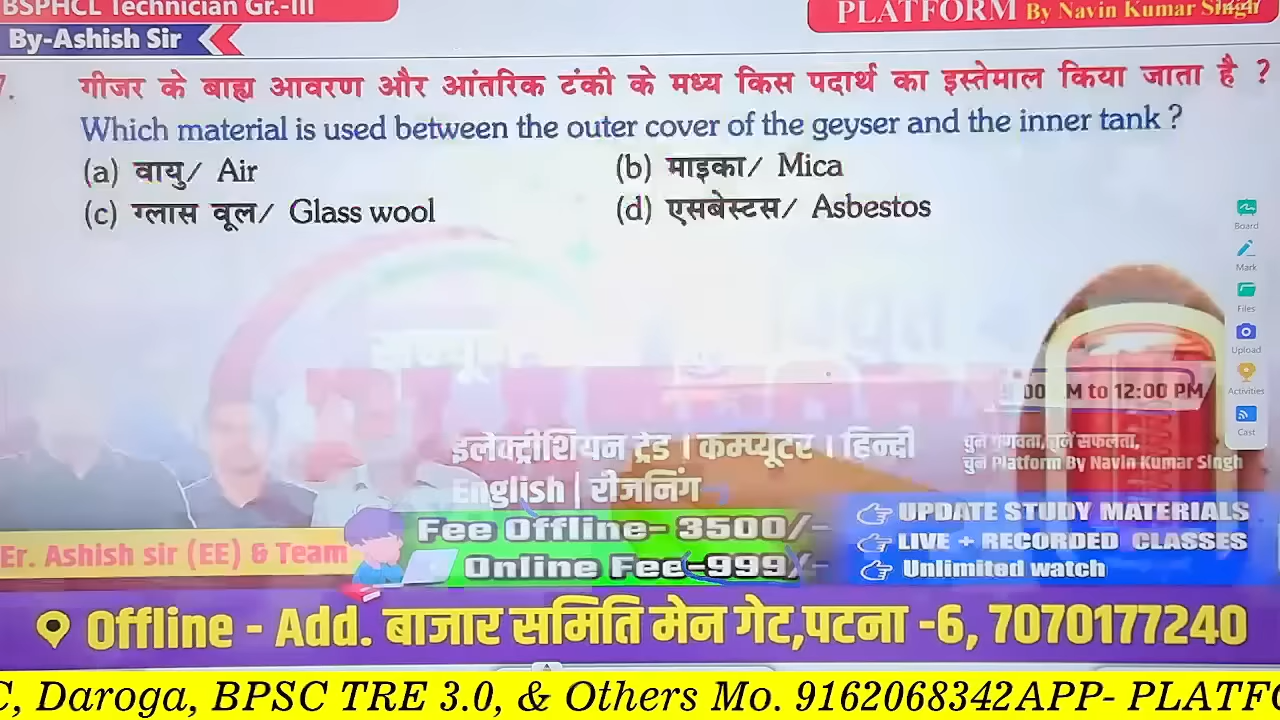 BSPHCL Technician Gr.-III
PLATFORM By Navin Kumar Singh
By-Ashish Sir
7. गीजर के बाह्य आवरण और आंतरिक टंकी के मध्य किस पदार्थ का इस्तेमाल किया जाता है ?
Which material is used between the outer cover of the geyser and the inner tank ?
(a) वायु/ Air
(b) माइका/ Mica
(c) ग्लास वूल/ Glass wool
(d) एसबेस्टस/ Asbestos
Board
Mark
Files
Upload
Activities
Cast
M to 12:00 PM
इलेक्ट्रीशियन ट्रेड । कम्प्यूटर । हिन्दी
English | रीजनिंग
चुनें सफलता,
चुनें Platform By Navin Kumar Singh
Er. Ashish sir (EE) & Team
Fee Offline- 3500/-
Online Fee-999/-
UPDATE STUDY MATERIALS
LIVE + RECORDED CLASSES
Unlimited watch
Offline - Add. बाजार समिति मेन गेट,पटना -6, 7070177240
C, Daroga, BPSC TRE 3.0, & Others Mo. 9162068342APP- PLATFO